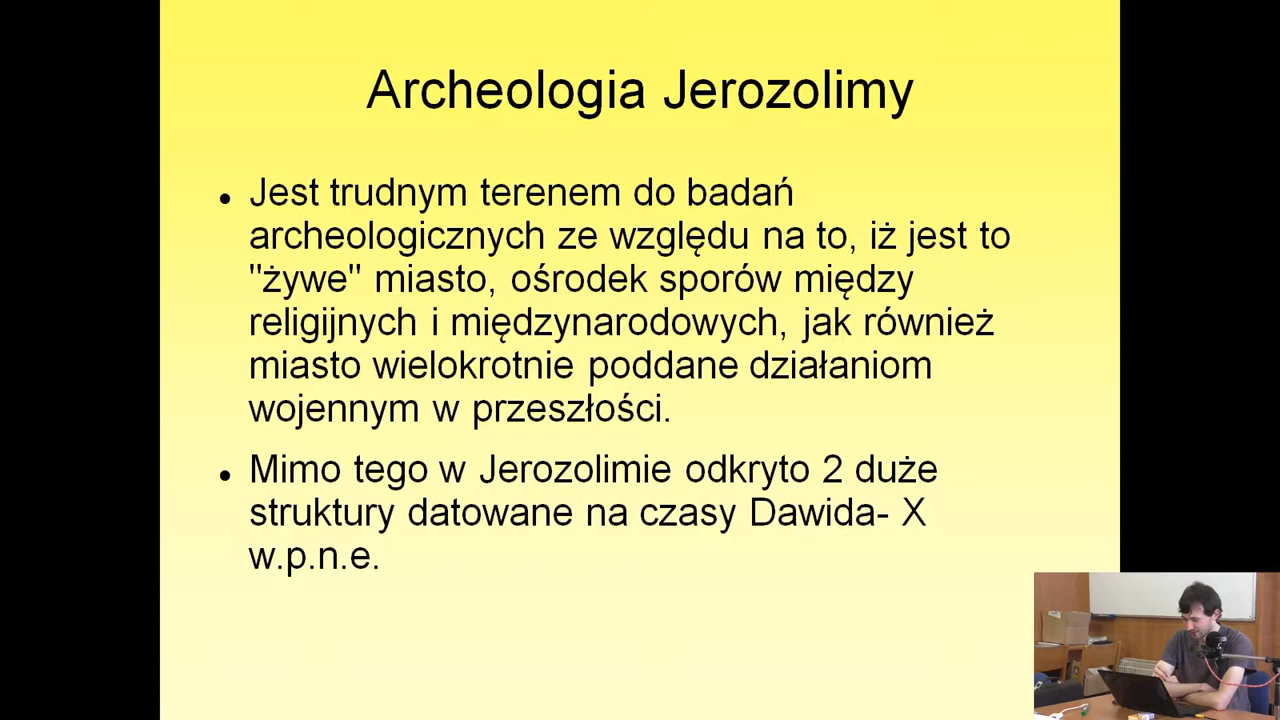 Archeologia Jerozolimy
Jest trudnym terenem do badań
archeologicznych ze względu na to, iż jest to
"żywe" miasto, ośrodek sporów między
religijnych i międzynarodowych, jak również
miasto wielokrotnie poddane działaniom
wojennym w przeszłości.
Mimo tego w Jerozolimie odkryto 2 duże
struktury datowane na czasy Dawida- X
w.p.n.e.